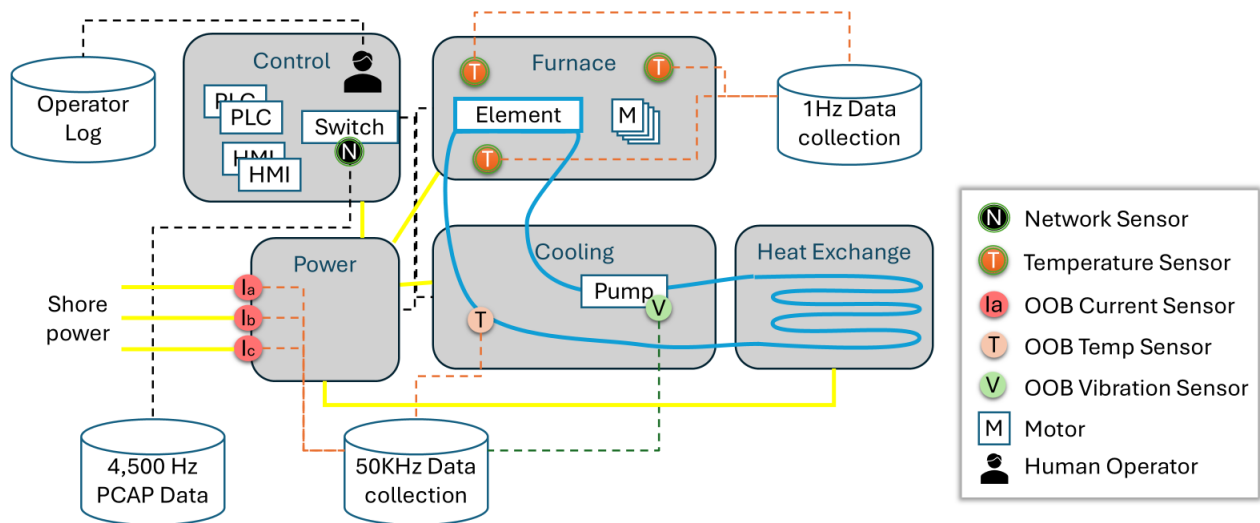 Operator
Log
Control
PLC
PLC
Switch
N
HMI
HMI
Furnace
T
T
Element
M
T
1Hz Data
collection
Shore
power
Power
Ia
Ib
Ic
Cooling
Pump
T
V
Heat Exchange
4,500 Hz
PCAP Data
50KHz Data
collection
N Network Sensor
T Temperature Sensor
Ia OOB Current Sensor
T OOB Temp Sensor
V OOB Vibration Sensor
M Motor
Human Operator